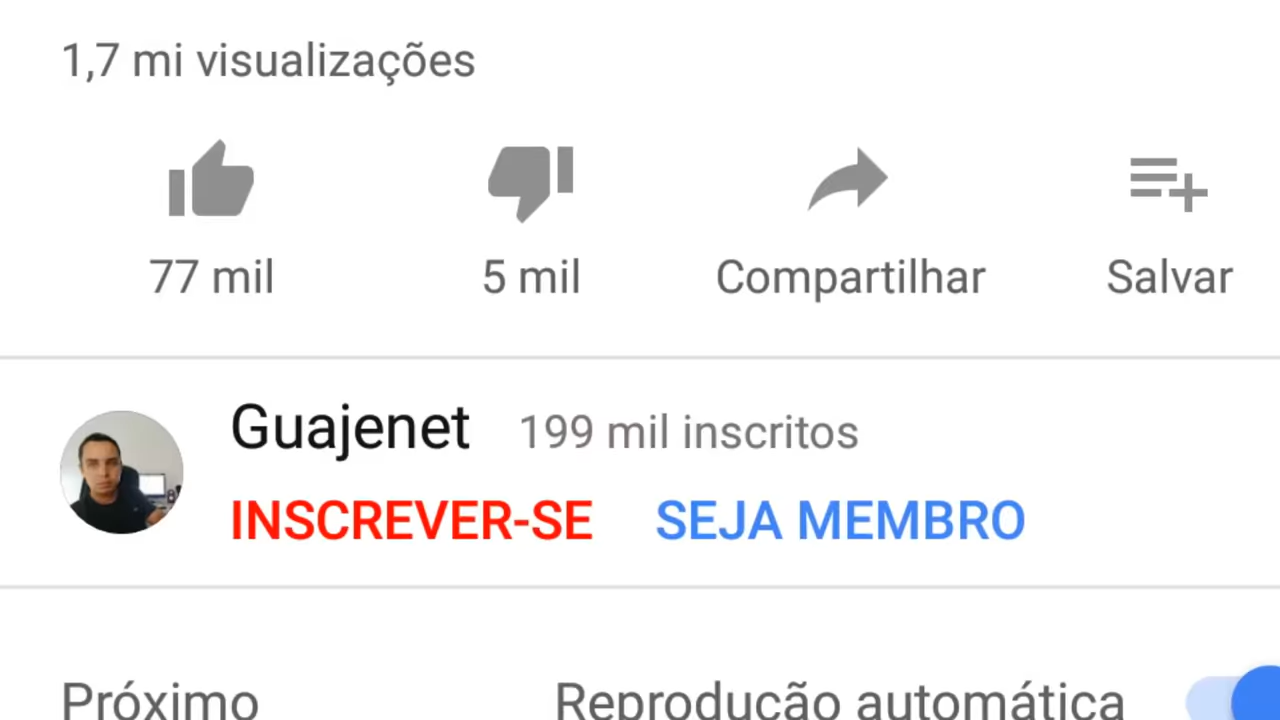 1,7 mi visualizações
77 mil 5 mil Compartilhar Salvar
Guajenet 199 mil inscritos
INSCREVER-SE SEJA MEMBRO
Próximo Reprodução automática